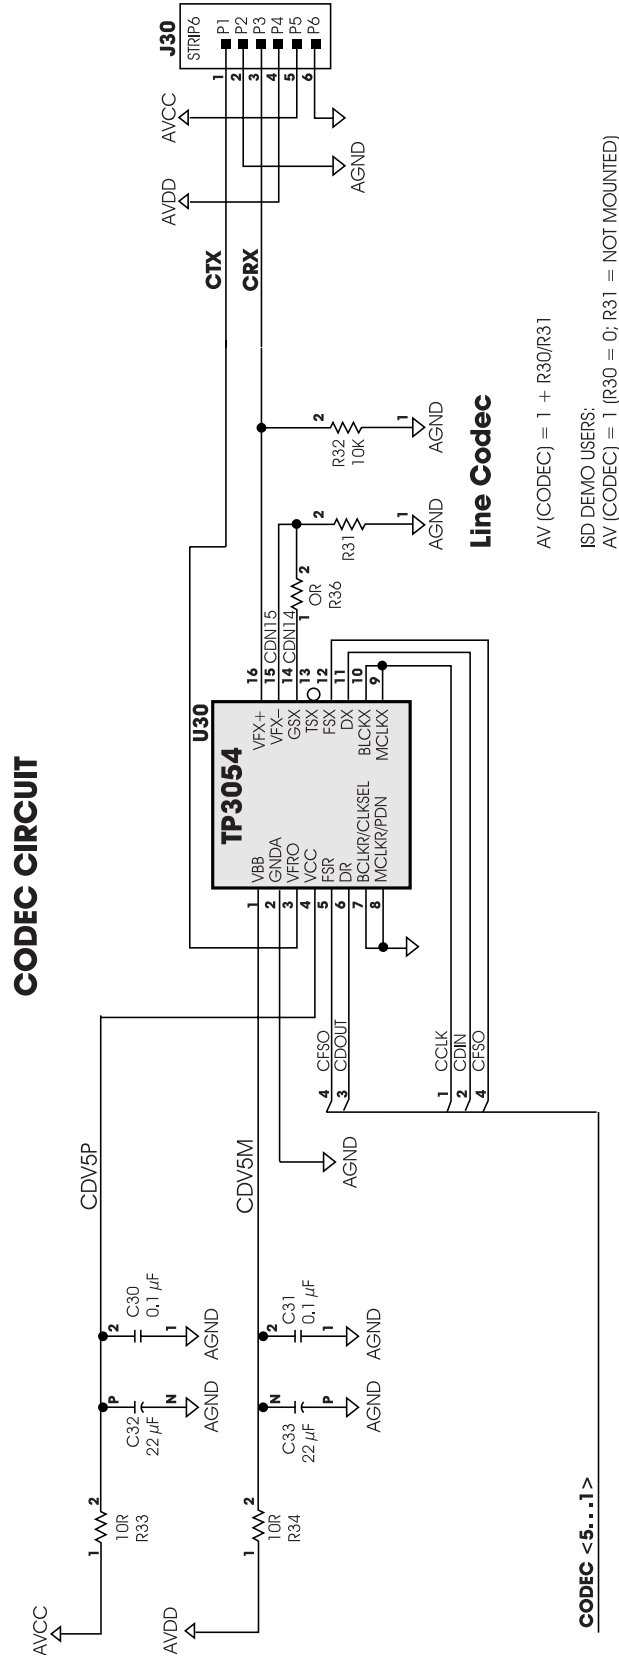 CODEC CIRCUIT
AVCC
1
2
10R
R33
P
N
C32
22 µF
AGND
2
1
C30
0.1 µF
AGND
CDV5P
AVDD
1
2
10R
R34
N
P
C33
22 µF
AGND
2
1
C31
0.1 µF
AGND
CDV5M
AGND
4 CFSO
3 CDOUT
1 CCLK
2 CDIN
4 CFSO
CODEC <5...1>
U30
TP3054
1 VBB
2 GNDA
3 VFRO
4 VCC
5 FSR
6 DR
7 BCLKR/CLKSEL
8 MCLKR/PDN
VFX+ 16
VFX– 15 CDN15
GSX 14 CDN14
TSX 13
FSX 12
DX 11
BLCKX 10
MCLKX 9
1
2
OR
R36
2
1
R31
AGND
2
1
R32
10K
AGND
CTX
CRX
AVDD
AVCC
AGND
J30
STRIP6
1 P1
2 P2
3 P3
4 P4
5 P5
6 P6
Line Codec
AV (CODEC) = 1 + R30/R31
ISD DEMO USERS:
AV (CODEC) = 1 (R30 = 0; R31 = NOT MOUNTED)